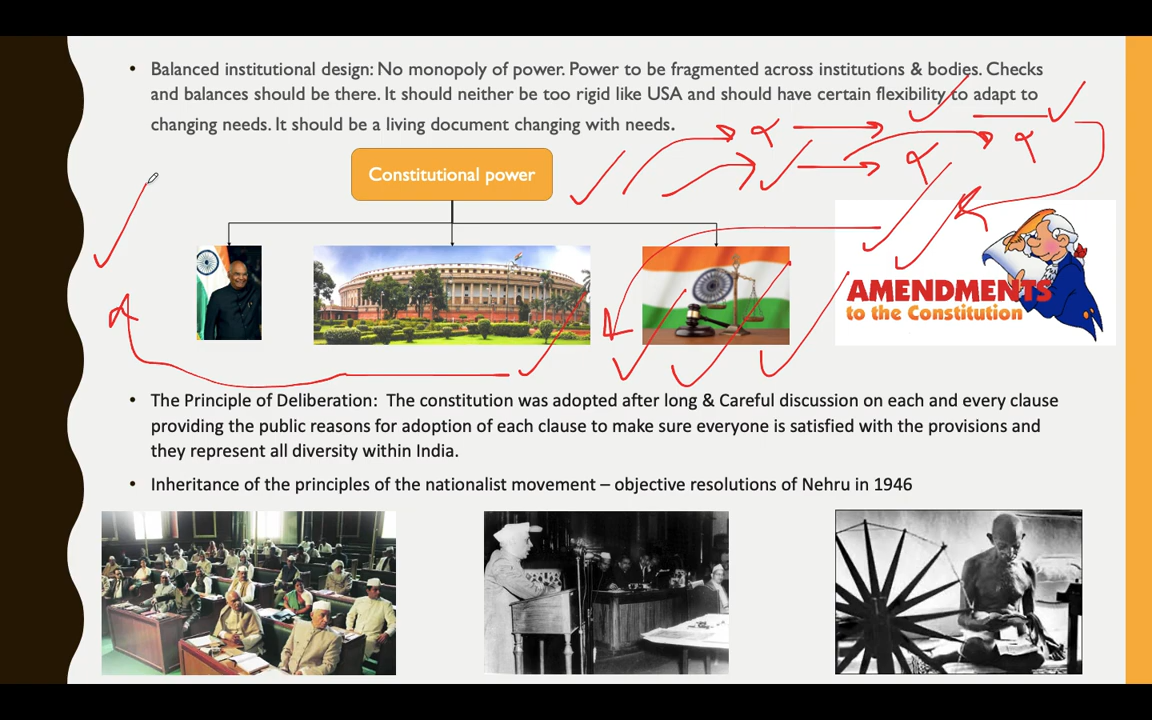 • Balanced institutional design: No monopoly of power. Power to be fragmented across institutions & bodies. Checks
and balances should be there. It should neither be too rigid like USA and should have certain flexibility to adapt to
changing needs. It should be a living document changing with needs.
Constitutional power
AMENDMENTS
to the Constitution
• The Principle of Deliberation: The constitution was adopted after long & Careful discussion on each and every clause
providing the public reasons for adoption of each clause to make sure everyone is satisfied with the provisions and
they represent all diversity within India.
• Inheritance of the principles of the nationalist movement – objective resolutions of Nehru in 1946